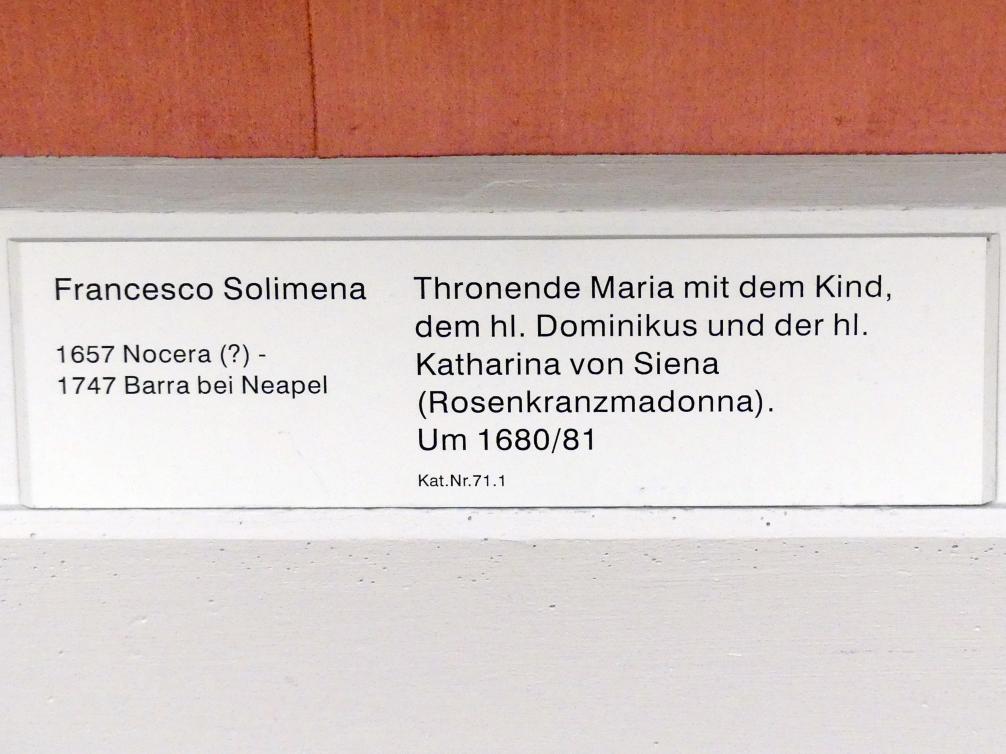 Francesco Solimena
1657 Nocera (?) -
1747 Barra bei Neapel
Thronende Maria mit dem Kind,
dem hl. Dominikus und der hl.
Katharina von Siena
(Rosenkranzmadonna).
Um 1680/81
Kat.Nr.71.1